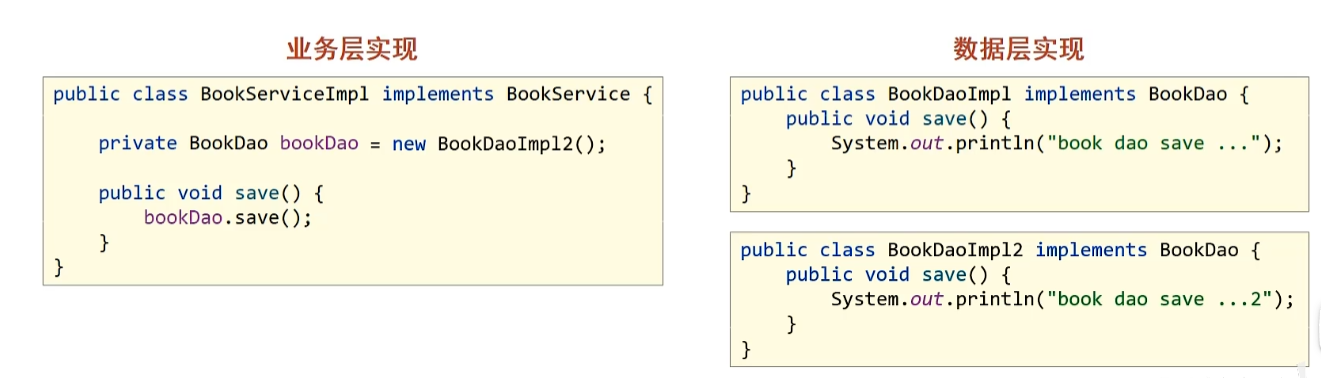 业务层实现
public class BookServiceImpl implements BookService {
private BookDao bookDao = new BookDaoImpl2();
public void save() {
bookDao.save();
}
}
数据层实现
public class BookDaoImpl implements BookDao {
public void save() {
System.out.println("book dao save ...");
}
}
public class BookDaoImpl2 implements BookDao {
public void save() {
System.out.println("book dao save ...2");
}
}